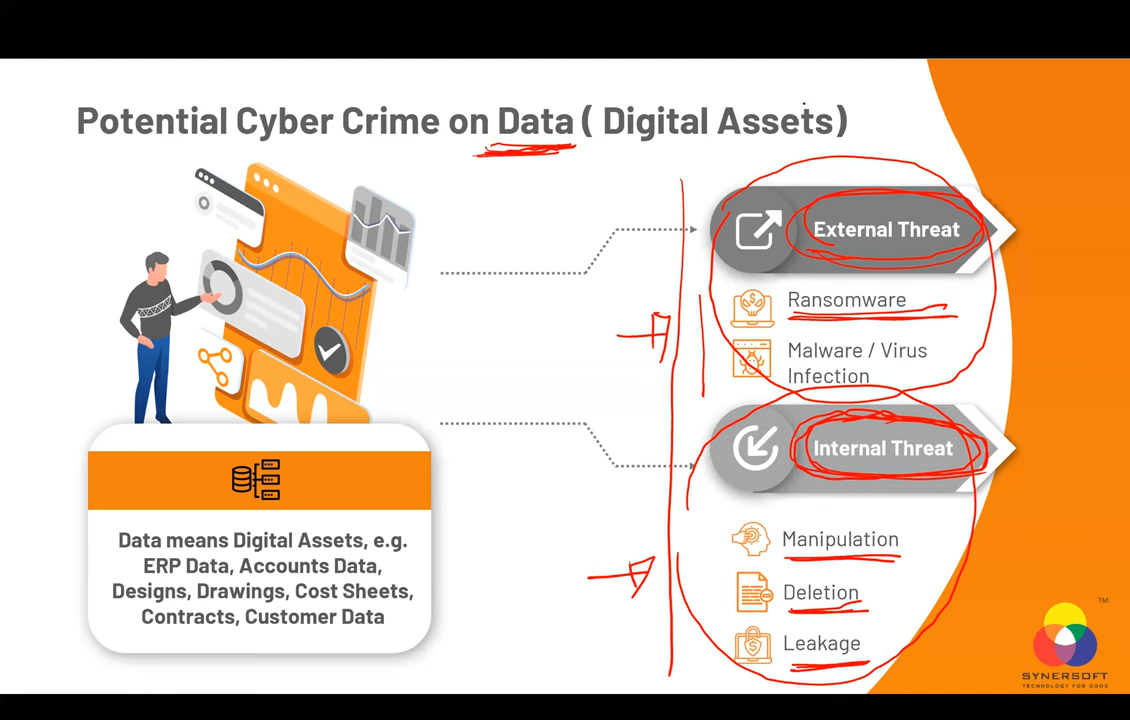 Potential Cyber Crime on Data ( Digital Assets)
External Threat
Ransomware
Malware / Virus
Infection
Internal Threat
Manipulation
Deletion
Leakage
Data means Digital Assets, e.g.
ERP Data, Accounts Data,
Designs, Drawings, Cost Sheets,
Contracts, Customer Data
TM
SYNERSOFT
TECHNOLOGY FOR GOOD